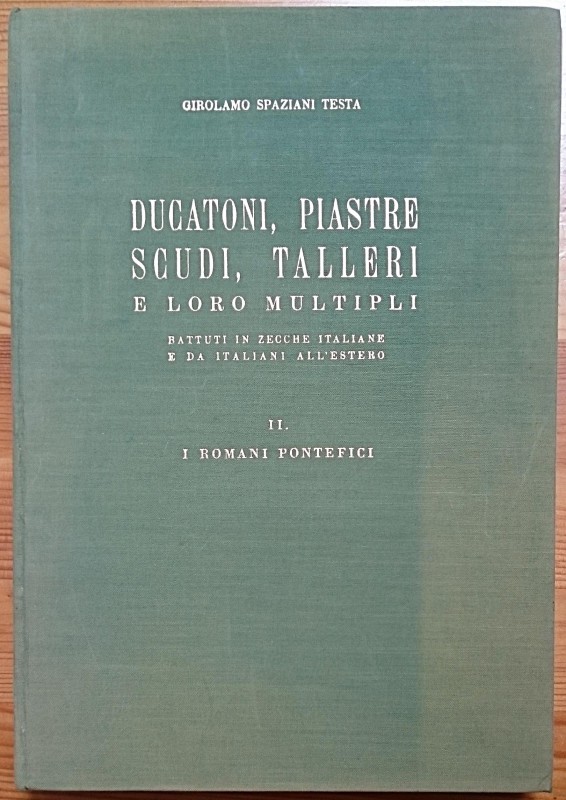 GIROLAMO SPAZIANI TESTA
DUCATONI, PIASTRE
SCUDI, TALLERI
E LORO MULTIPLI
BATTUTI IN ZECCHE ITALIANE
E DA ITALIANI ALL'ESTERO
II.
I ROMANI PONTEFICI